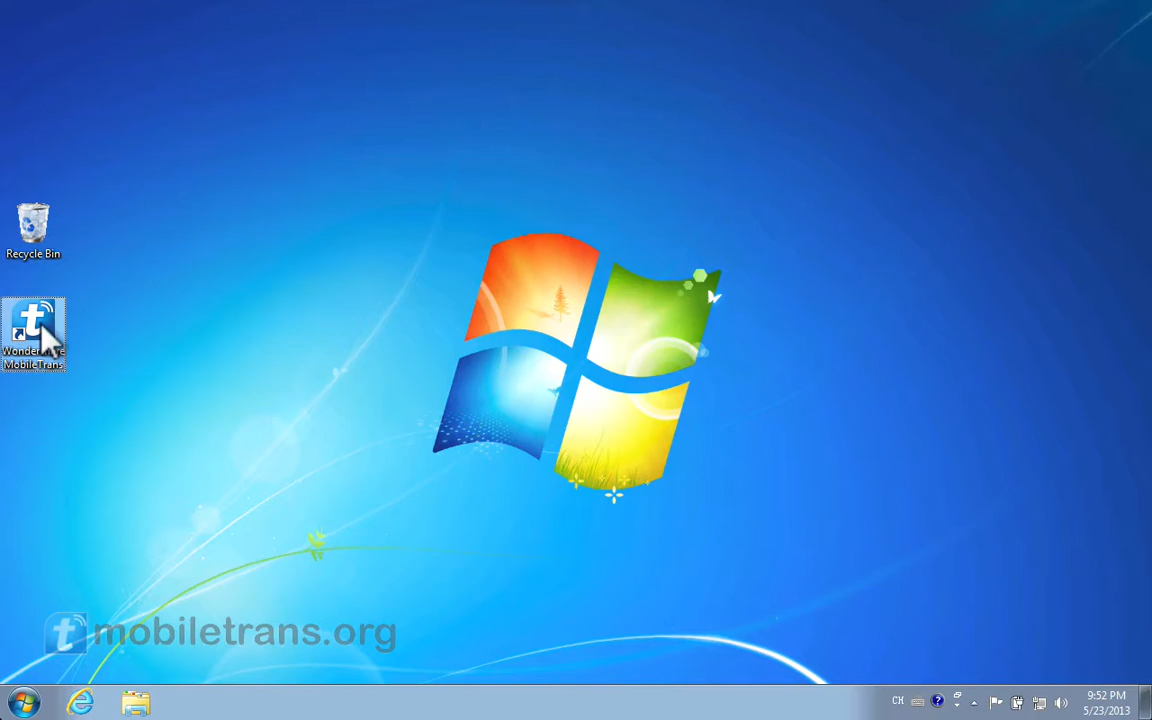 Recycle Bin
MobileTrans
mobiletrans.org
CH
9:52 PM
5/23/2013